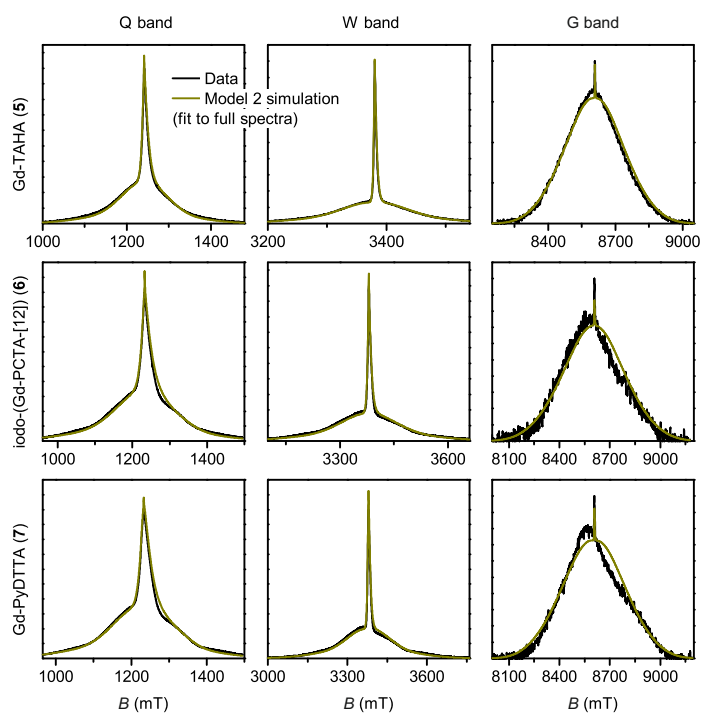 Q band W band G band
Gd-TAHA (5)
Data
Model 2 simulation
(fit to full spectra)
1000 1200 1400 3200 3400 8400 8700 9000
iodo-(Gd-PCTA-[12]) (6)
1000 1200 1400 3300 3600 8100 8400 8700 9000
Gd-PyDTTA (7)
1000 1200 1400 3000 3300 3600 8100 8400 8700 9000
B (mT) B (mT) B (mT)